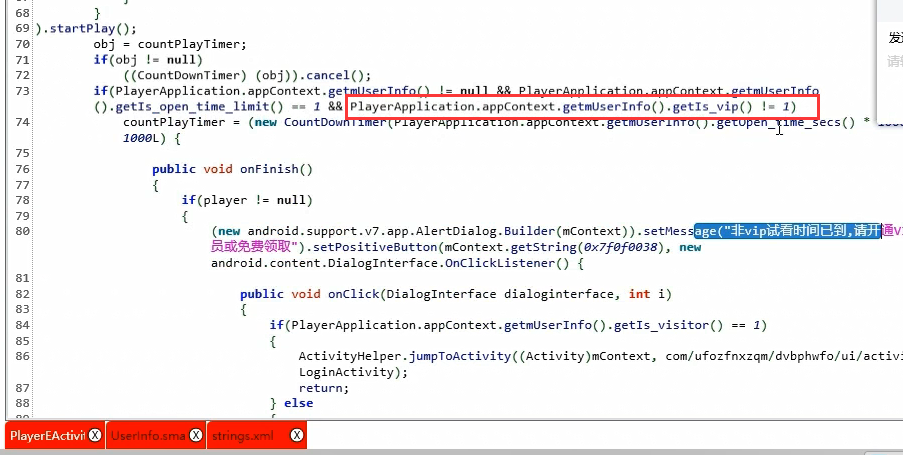 67 }
68 }
69 ).startPlay();
70 obj = countPlayTimer;
71 if(obj != null)
72 ((CountDownTimer) (obj)).cancel();
73 if(PlayerApplication.appContext.getmUserInfo() != null && PlayerApplication.appContext.getmUserInfo
().getIs_open_time_limit() == 1 && PlayerApplication.appContext.getmUserInfo().getIs_vip() != 1)
74 countPlayTimer = (new CountDownTimer(PlayerApplication.appContext.getmUserInfo().getOpen_time_secs() *
1000L) {
75
76 public void onFinish()
77 {
78 if(player != null)
79 {
80 (new android.support.v7.app.AlertDialog.Builder(mContext)).setMessage("非vip试看时间已到,请开通v
员或免费领取").setPositiveButton(mContext.getString(0x7f0f0038), new
android.content.DialogInterface.OnClickListener() {
81
82 public void onClick(DialogInterface dialoginterface, int i)
83 {
84 if(PlayerApplication.appContext.getmUserInfo().getIs_visitor() == 1)
85 {
86 ActivityHelper.jumpToActivity((Activity)mContext, com/ufozfnxzqm/dvbphwfo/ui/activi
LoginActivity);
87 return;
88 } else
PlayerEActivit X UserInfo.sma X strings.xml X
发送
请输